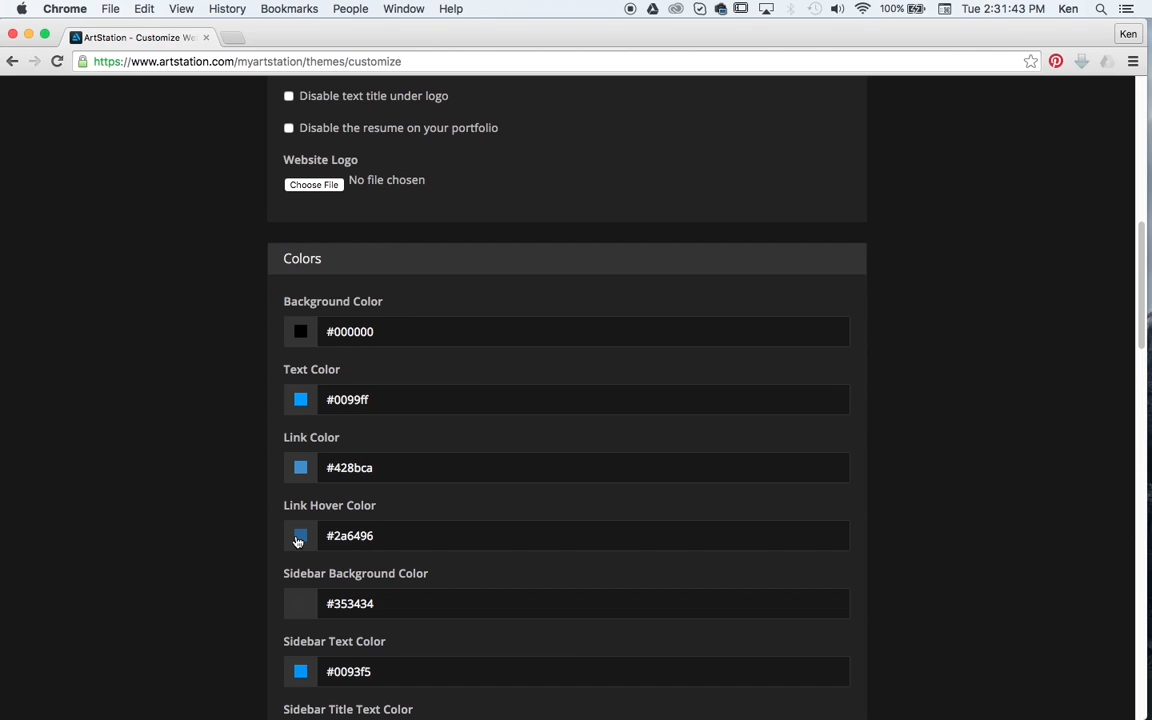 Chrome File Edit View History Bookmarks People Window Help 100% Tue 2:31:43 PM Ken
ArtStation - Customize We Ken
https://www.artstation.com/myartstation/themes/customize
Disable text title under logo
Disable the resume on your portfolio
Website Logo
Choose File No file chosen
Colors
Background Color
#000000
Text Color
#0099ff
Link Color
#428bca
Link Hover Color
#2a6496
Sidebar Background Color
#353434
Sidebar Text Color
#0093f5
Sidebar Title Text Color